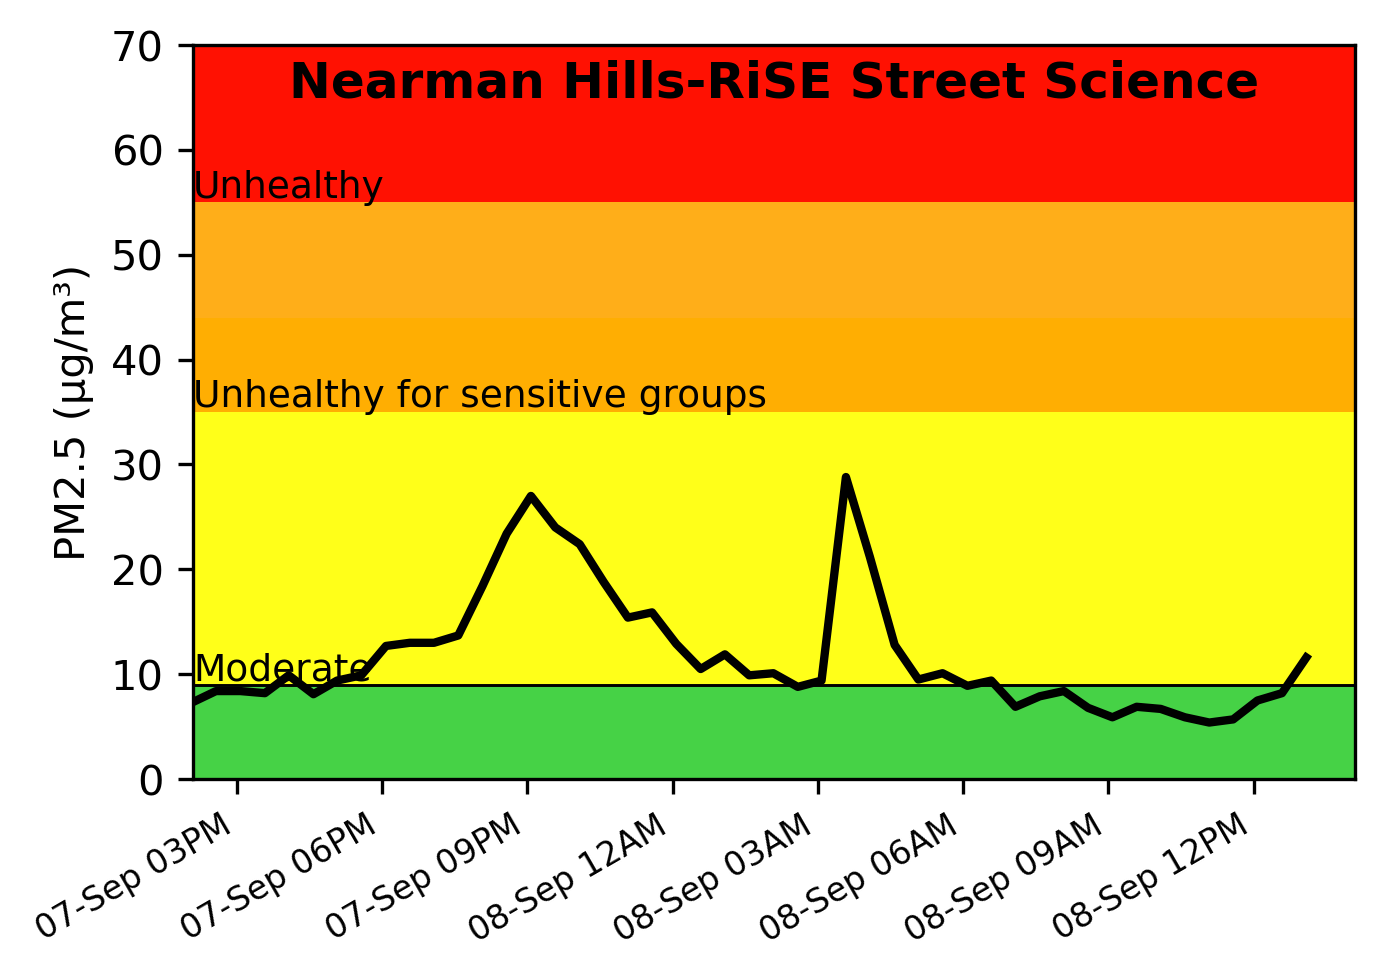 Nearman Hills-RiSE Street Science
70
60
Unhealthy
50
40
Unhealthy for sensitive groups
30
20
Moderate
10
0
PM2.5 (µg/m³)
07-Sep 03PM
07-Sep 06PM
07-Sep 09PM
08-Sep 12AM
08-Sep 03AM
08-Sep 06AM
08-Sep 09AM
08-Sep 12PM